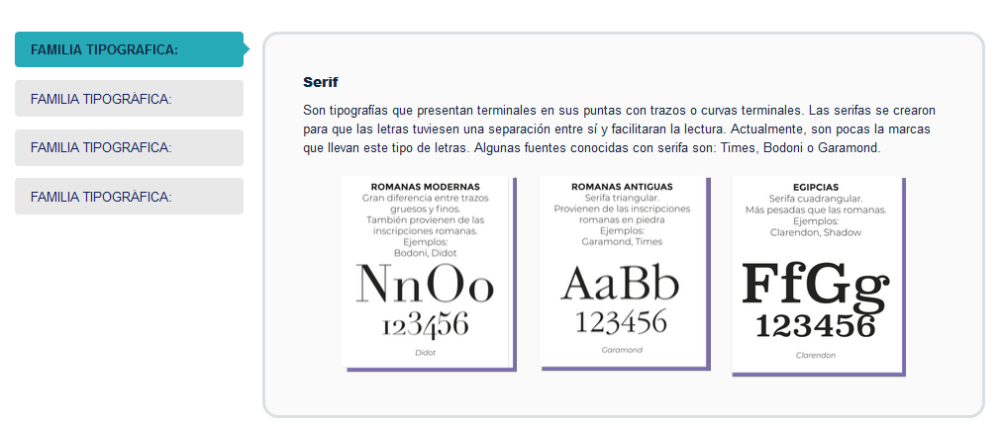 FAMILIA TIPOGRAFICA:
FAMILIA TIPOGRÀFICA:
FAMILIA TIPOGRAFICA:
FAMILIA TIPOGRÀFICA:
Serif
Son tipografías que presentan terminales en sus puntas con trazos o curvas terminales. Las serifas se crearon
para que las letras tuviesen una separación entre sí y facilitaran la lectura. Actualmente, son pocas la marcas
que llevan este tipo de letras. Algunas fuentes conocidas con serifa son: Times, Bodoni o Garamond.
ROMANAS MODERNAS
Gran diferencia entre trazos
gruesos y finos.
También provienen de las
inscripciones romanas.
Ejemplos:
Bodoni, Didot
NnOo
123456
Didot
ROMANAS ANTIGUAS
Serifa triangular.
Provienen de las inscripciones
romanas en piedra
Ejemplos:
Garamond, Times
AaBb
123456
Garamond
EGIPCIAS
Serifa cuadrangular.
Más pesadas que las romanas.
Ejemplos:
Clarendon, Shadow
FfGg
123456
Clarendon